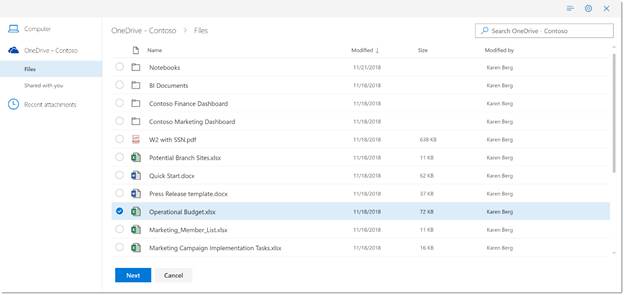 Computer
OneDrive - Contoso
Files
Shared with you
Recent attachments
OneDrive - Contoso > Files
Search OneDrive - Contoso
Name Modified ↓ Size Modified by
Notebooks 11/21/2018 Karen Berg
BI Documents 11/18/2018 Karen Berg
Contoso Finance Dashboard 11/18/2018 Karen Berg
Contoso Marketing Dashboard 11/18/2018 Karen Berg
W2 with SSN.pdf 11/18/2018 638 KB Karen Berg
Potential Branch Sites.xlsx 11/18/2018 11 KB Karen Berg
Quick Start.docx 11/18/2018 62 KB Karen Berg
Press Release template.docx 11/18/2018 37 KB Karen Berg
Operational Budget.xlsx 11/18/2018 72 KB Karen Berg
Marketing_Member_List.xlsx 11/18/2018 11 KB Karen Berg
Marketing Campaign Implementation Tasks.xlsx 11/18/2018 16 KB Karen Berg
Next Cancel